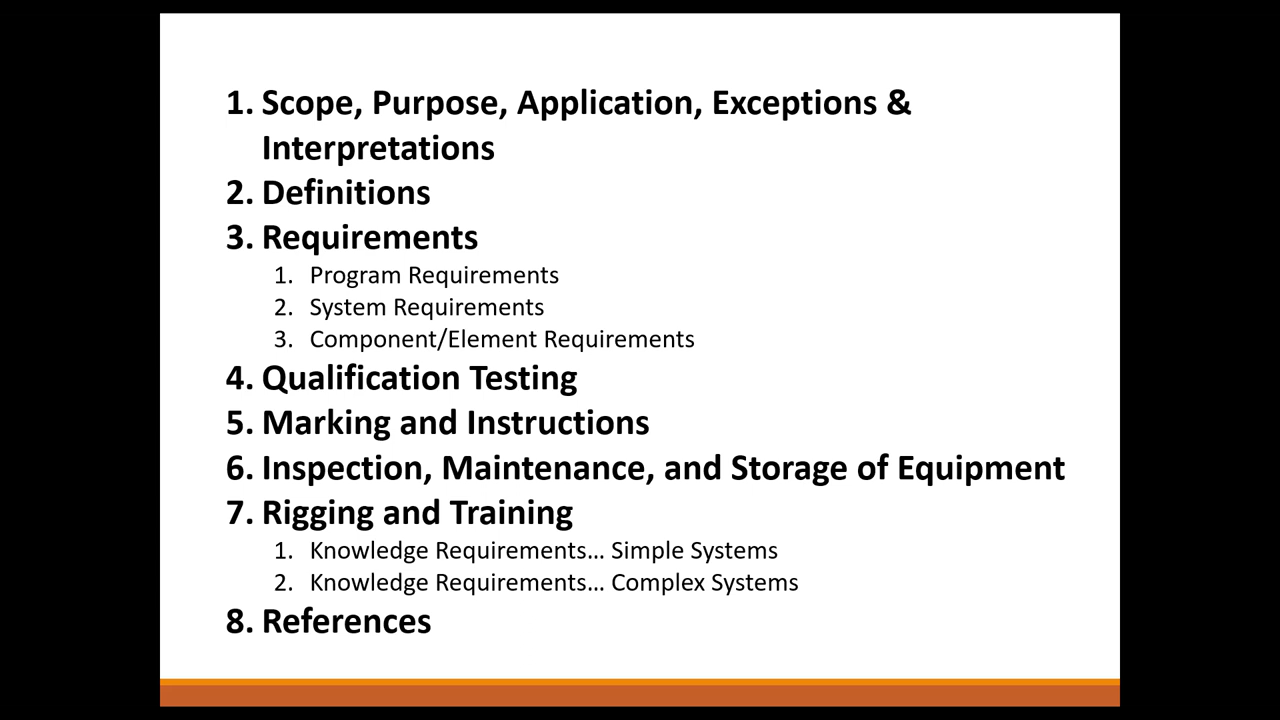 1. Scope, Purpose, Application, Exceptions &
Interpretations
2. Definitions
3. Requirements
1. Program Requirements
2. System Requirements
3. Component/Element Requirements
4. Qualification Testing
5. Marking and Instructions
6. Inspection, Maintenance, and Storage of Equipment
7. Rigging and Training
1. Knowledge Requirements... Simple Systems
2. Knowledge Requirements... Complex Systems
8. References